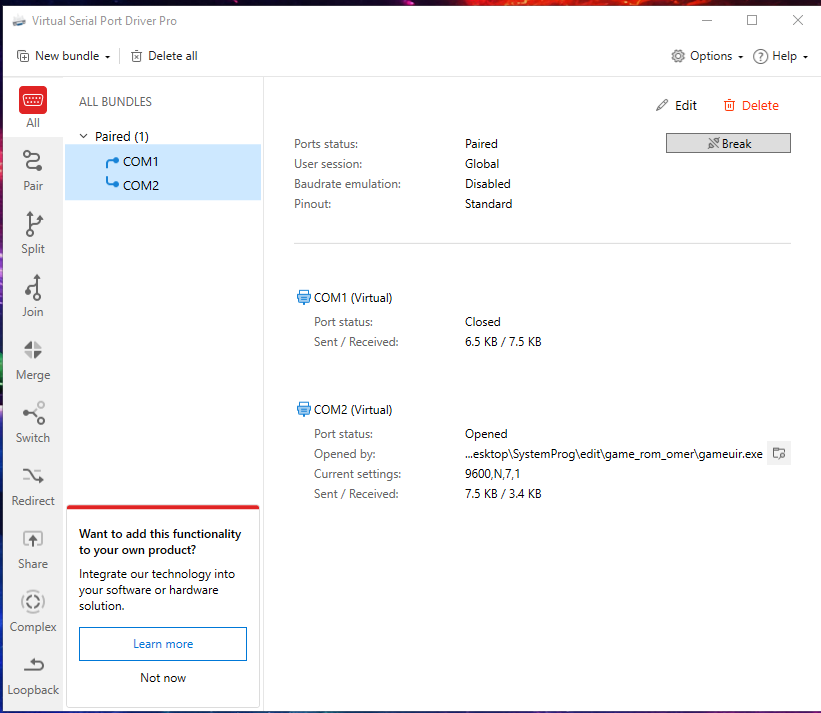 Virtual Serial Port Driver Pro
New bundle
Delete all
Options
Help
All
Pair
Split
Join
Merge
Switch
Redirect
Share
Complex
Loopback
ALL BUNDLES
Paired (1)
COM1
COM2
Want to add this functionality
to your own product?
Integrate our technology into
your software or hardware
solution.
Learn more
Not now
Edit
Delete
Ports status: Paired
Break
User session: Global
Baudrate emulation: Disabled
Pinout: Standard
COM1 (Virtual)
Port status: Closed
Sent / Received: 6.5 KB / 7.5 KB
COM2 (Virtual)
Port status: Opened
Opened by: ...esktop\SystemProg\edit\game_rom_omer\gameuir.exe
Current settings: 9600,N,7,1
Sent / Received: 7.5 KB / 3.4 KB